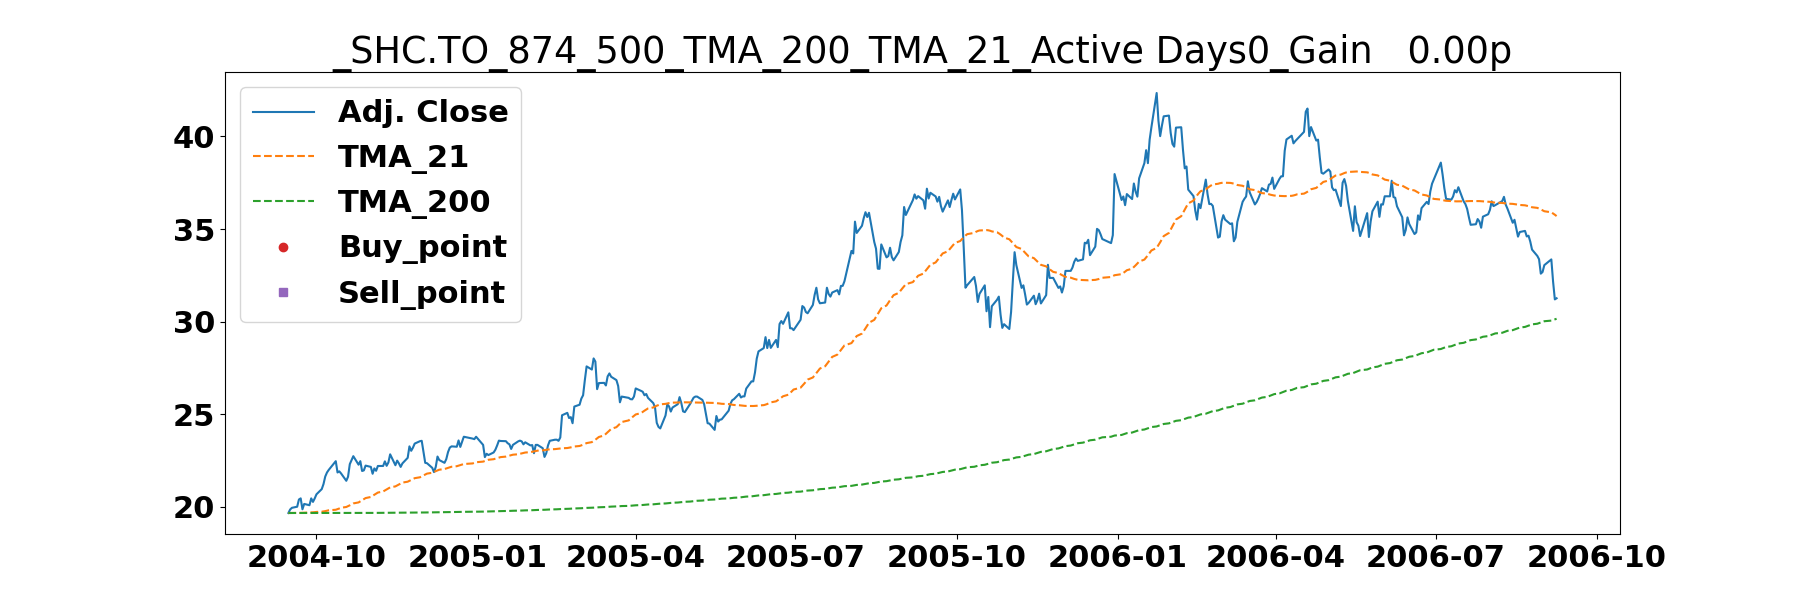 _SHC.TO_874_500_TMA_200_TMA_21_Active Days0_Gain   0.00p
Adj. Close
TMA_21
TMA_200
Buy_point
Sell_point
40
35
30
25
20
2004-10 2005-01 2005-04 2005-07 2005-10 2006-01 2006-04 2006-07 2006-10